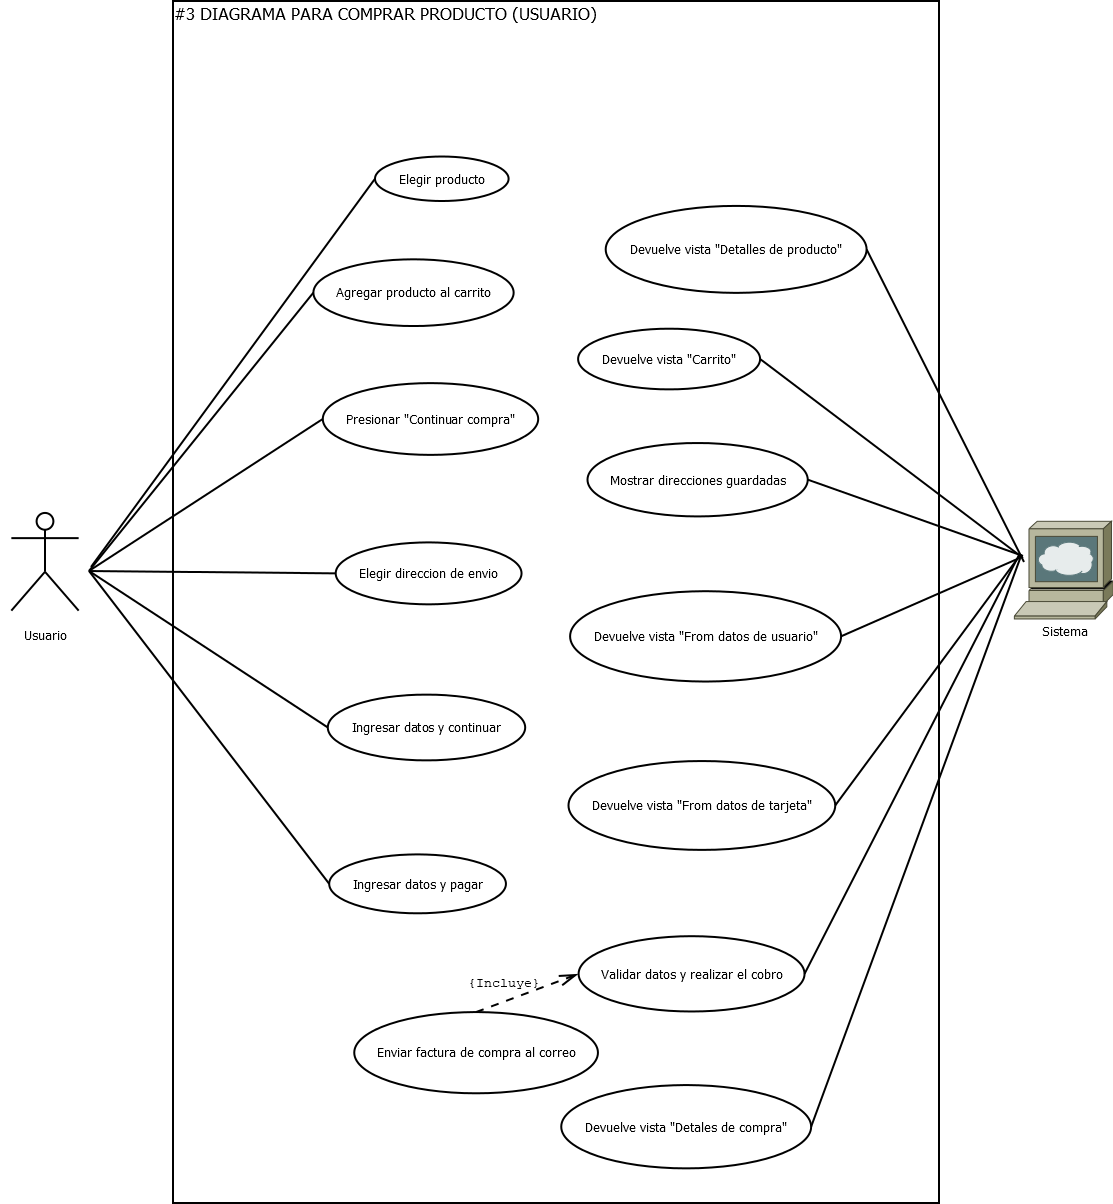 #3 DIAGRAMA PARA COMPRAR PRODUCTO (USUARIO)
Elegir producto
Devuelve vista "Detalles de producto"
Agregar producto al carrito
Devuelve vista "Carrito"
Presionar "Continuar compra"
Mostrar direcciones guardadas
Elegir direccion de envio
Usuario
Sistema
Devuelve vista "From datos de usuario"
Ingresar datos y continuar
Devuelve vista "From datos de tarjeta"
Ingresar datos y pagar
Validar datos y realizar el cobro
{Incluye}
Enviar factura de compra al correo
Devuelve vista "Detales de compra"